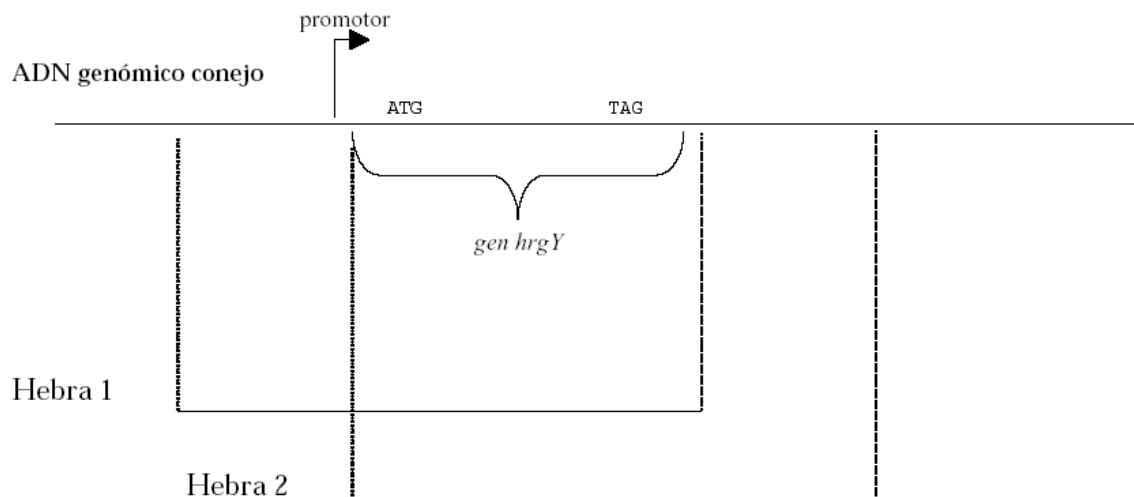 promotor
ADN genómico conejo
ATG TAG
gen hrgY
Hebra 1
Hebra 2